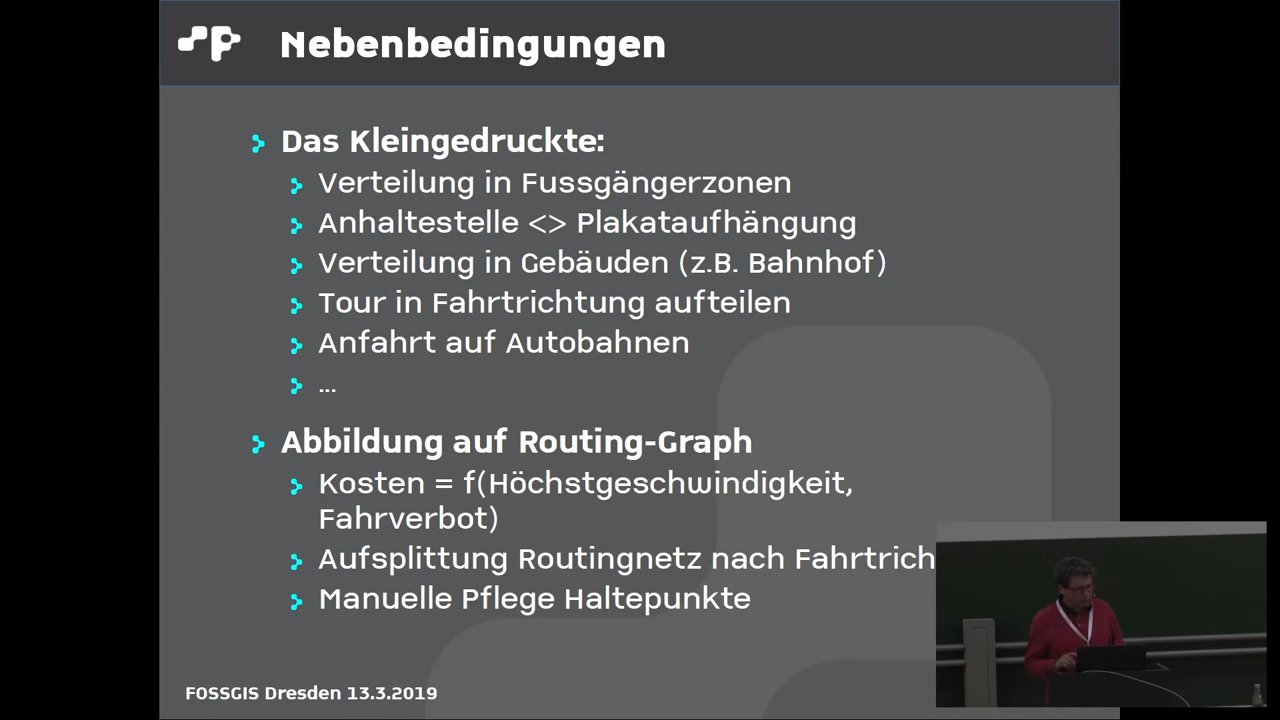 Nebenbedingungen
Das Kleingedruckte:
Verteilung in Fussgängerzonen
Anhaltestelle <> Plakataufhängung
Verteilung in Gebäuden (z.B. Bahnhof)
Tour in Fahrtrichtung aufteilen
Anfahrt auf Autobahnen
...
Abbildung auf Routing-Graph
Kosten = f(Höchstgeschwindigkeit,
Fahrverbot)
Aufsplittung Routingnetz nach Fahrtrich
Manuelle Pflege Haltepunkte
FOSSGIS Dresden 13.3.2019